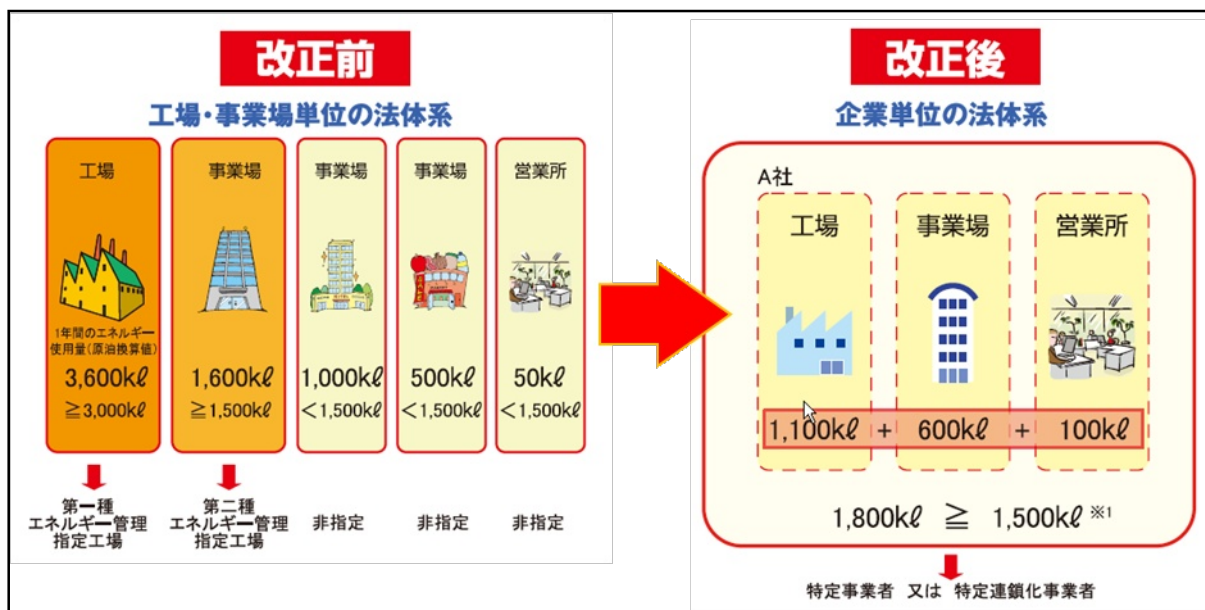 改正前
工場・事業場単位の法体系
工場
1年間のエネルギー
使用量(原油換算値)
3,600kℓ
≧3,000kℓ
第一種
エネルギー管理
指定工場
事業場
1,600kℓ
≧1,500kℓ
第二種
エネルギー管理
指定工場
事業場
1,000kℓ
<1,500kℓ
非指定
事業場
500kℓ
<1,500kℓ
非指定
営業所
50kℓ
<1,500kℓ
非指定
改正後
企業単位の法体系
A社
工場 事業場 営業所
1,100kℓ + 600kℓ + 100kℓ
1,800kℓ ≧ 1,500kℓ ※1
特定事業者 又は 特定連鎖化事業者